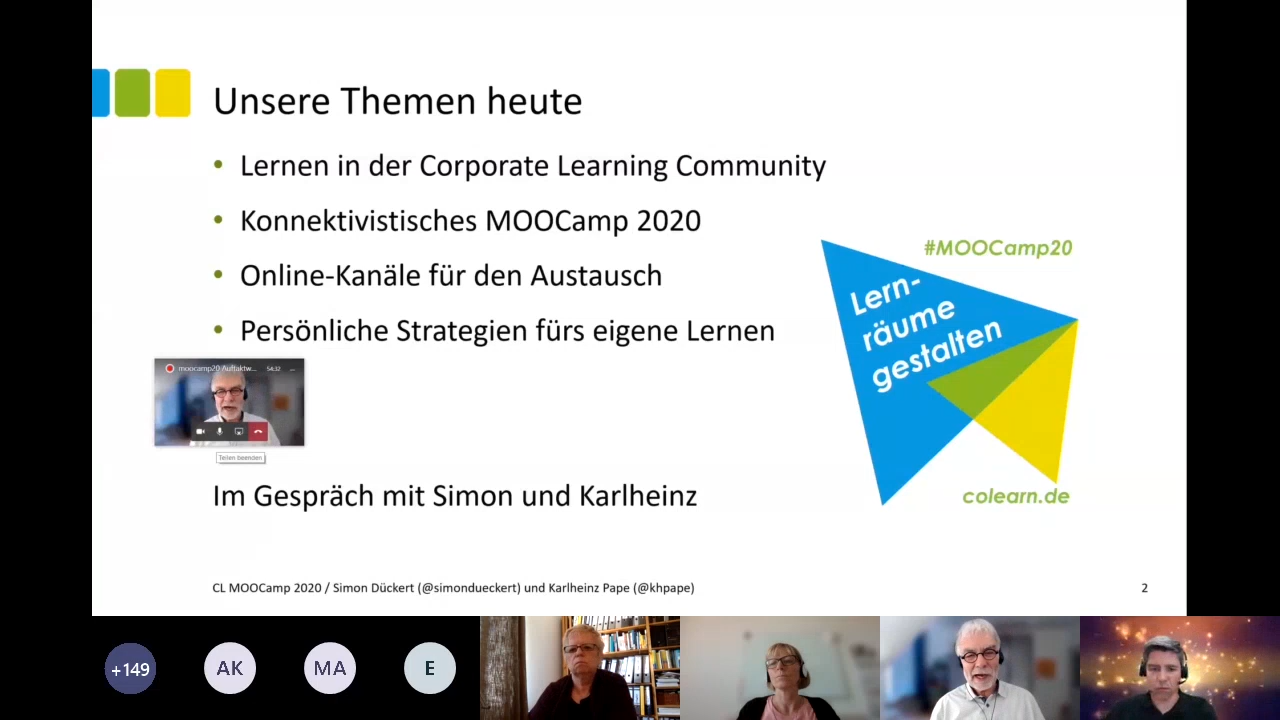 Unsere Themen heute
• Lernen in der Corporate Learning Community
• Konnektivistisches MOOCamp 2020
• Online-Kanäle für den Austausch
• Persönliche Strategien fürs eigene Lernen
#MOOCamp20
Lern-
räume
gestalten
colearn.de
moocamp20 Auftaktw... 54:32 ...
Teilen beenden
Im Gespräch mit Simon und Karlheinz
CL MOOCamp 2020 / Simon Dückert (@simondueckert) und Karlheinz Pape (@khpape)
2
+149
AK
MA
E